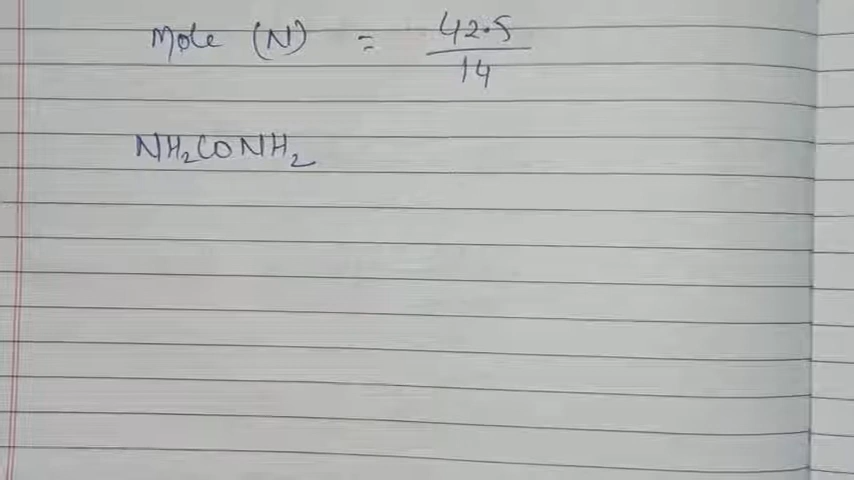 Mole (N) = 42.5/14
NH₂CONH₂